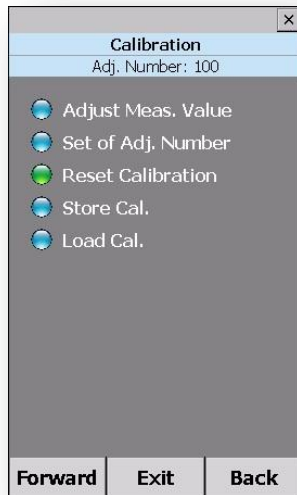 Calibration
Adj. Number: 100
Adjust Meas. Value
Set of Adj. Number
Reset Calibration
Store Cal.
Load Cal.
Forward Exit Back